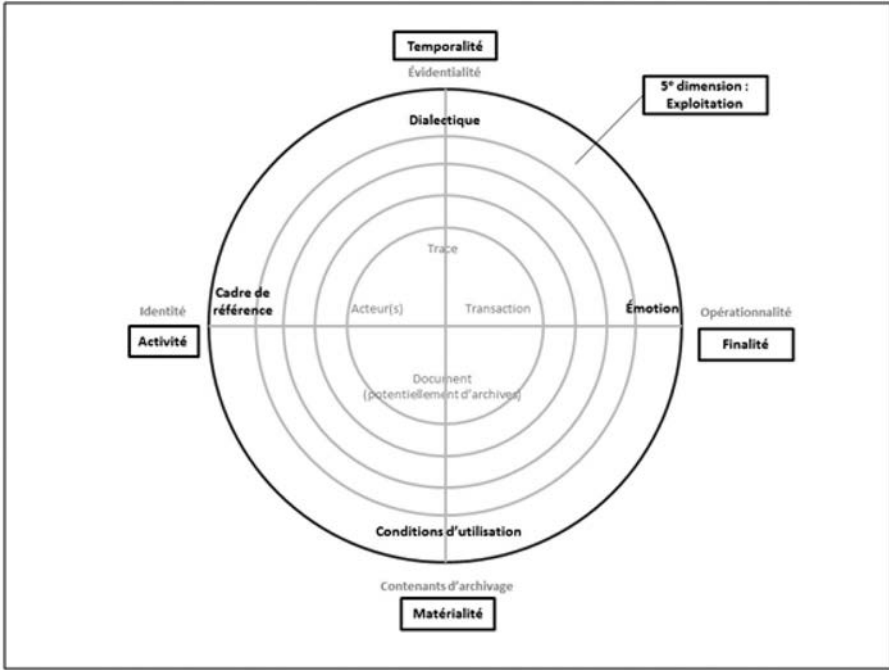 Temporalité
Évidentialité
5e dimension :
Exploitation
Dialectique
Trace
Cadre de
référence
Identité
Activité
Acteur(s)
Transaction
Émotion
Opérationnalité
Finalité
Document
(potentiellement d'archives)
Conditions d'utilisation
Contenants d'archivage
Matérialité